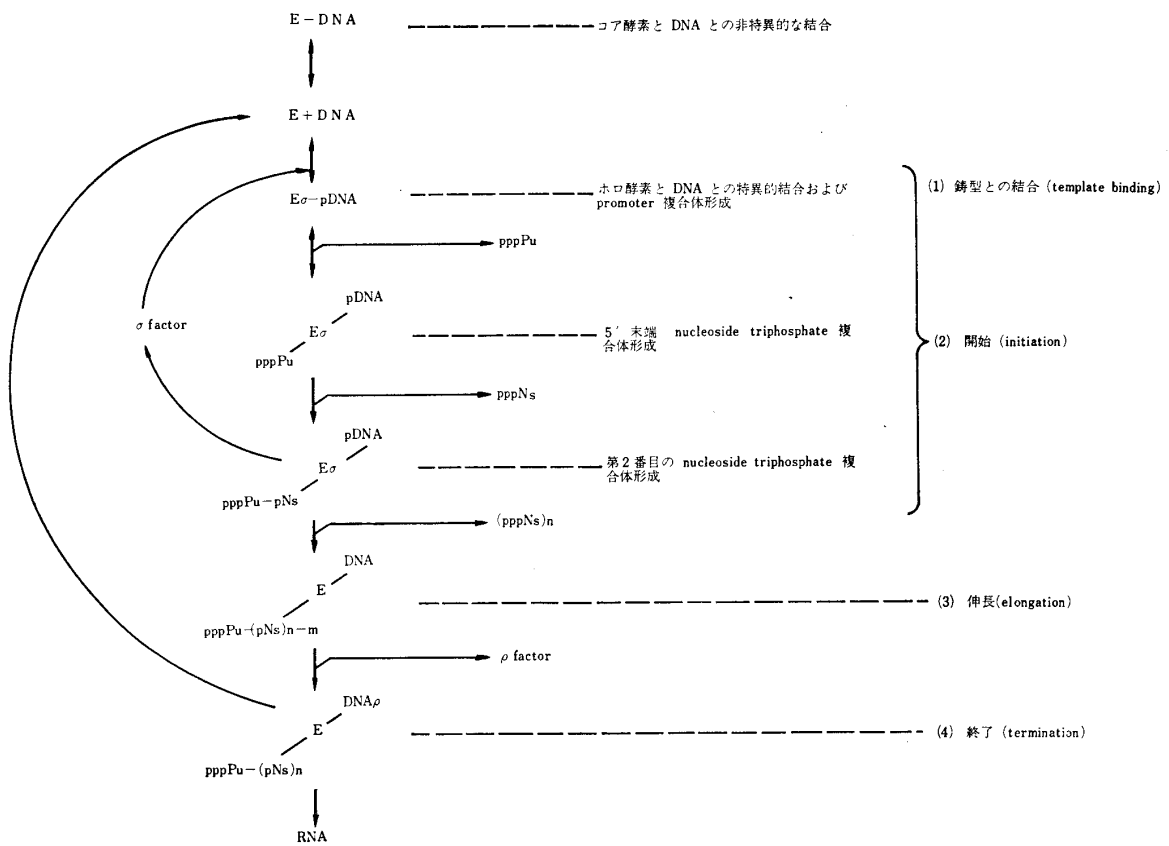 E-DNA
コア酵素と DNA との非特異的な結合
E+DNA
Eσ-pDNA
ホロ酵素と DNA との特異的結合および
promoter 複合体形成
(1) 鋳型との結合 (template binding)
pppPu
pDNA
Eσ
pppPu
σ factor
5′ 末端 nucleoside triphosphate 複
合体形成
(2) 開始 (initiation)
pppNs
pDNA
Eσ
pppPu-pNs
第2番目の nucleoside triphosphate 複
合体形成
(pppNs)n
DNA
E
pppPu-(pNs)n-m
(3) 伸長(elongation)
ρ factor
DNAρ
E
pppPu-(pNs)n
(4) 終了 (termination)
RNA